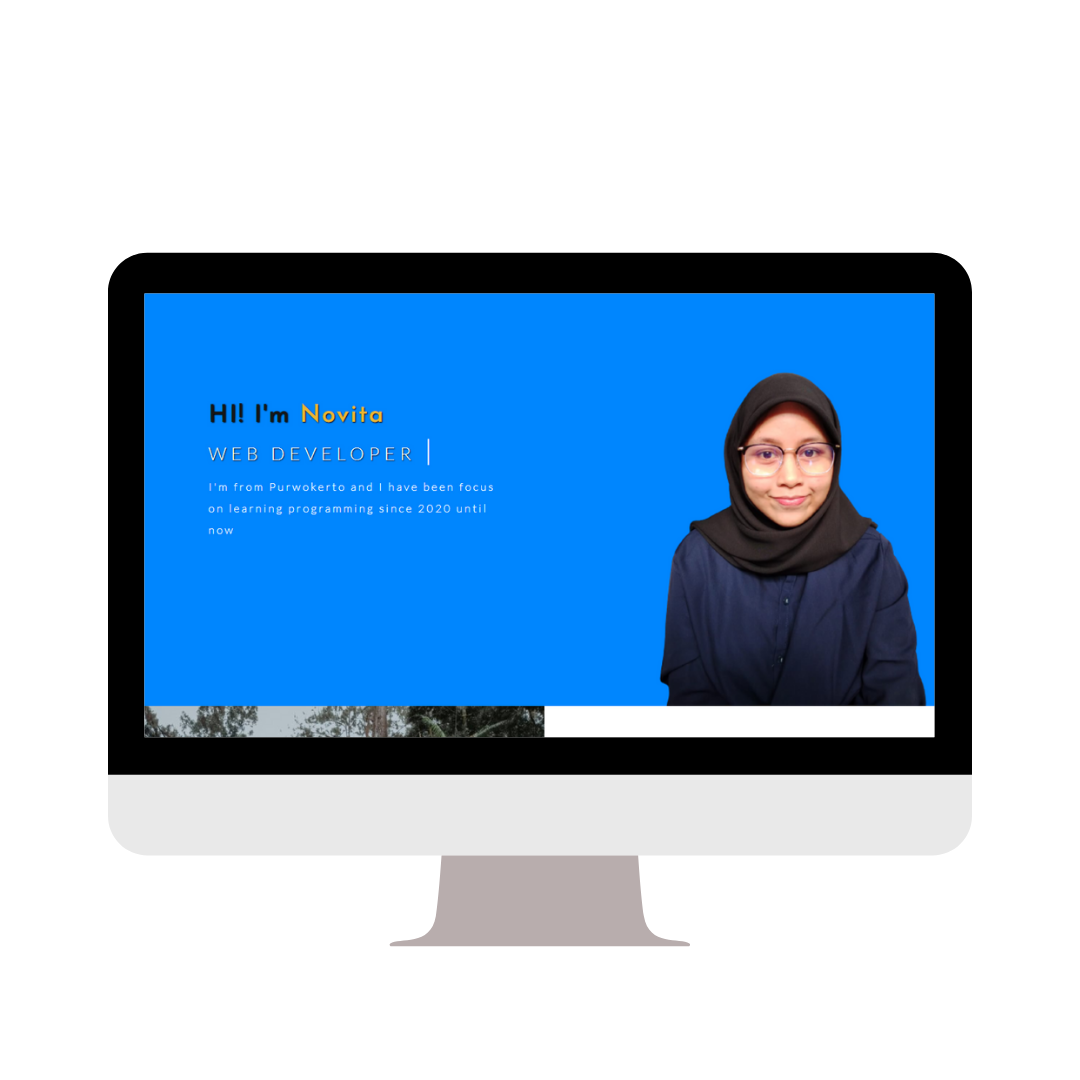 HI! I'm Novita
WEB DEVELOPER
I'm from Purwokerto and I have been focus
on learning programming since 2020 until
now